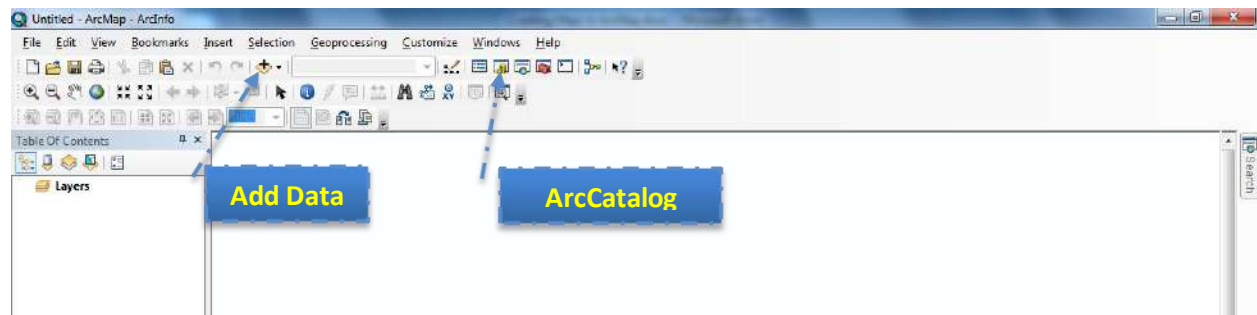 Untitled - ArcMap - ArcInfo
File Edit View Bookmarks Insert Selection Geoprocessing Customize Windows Help
Table Of Contents
Layers
Add Data
ArcCatalog
Search